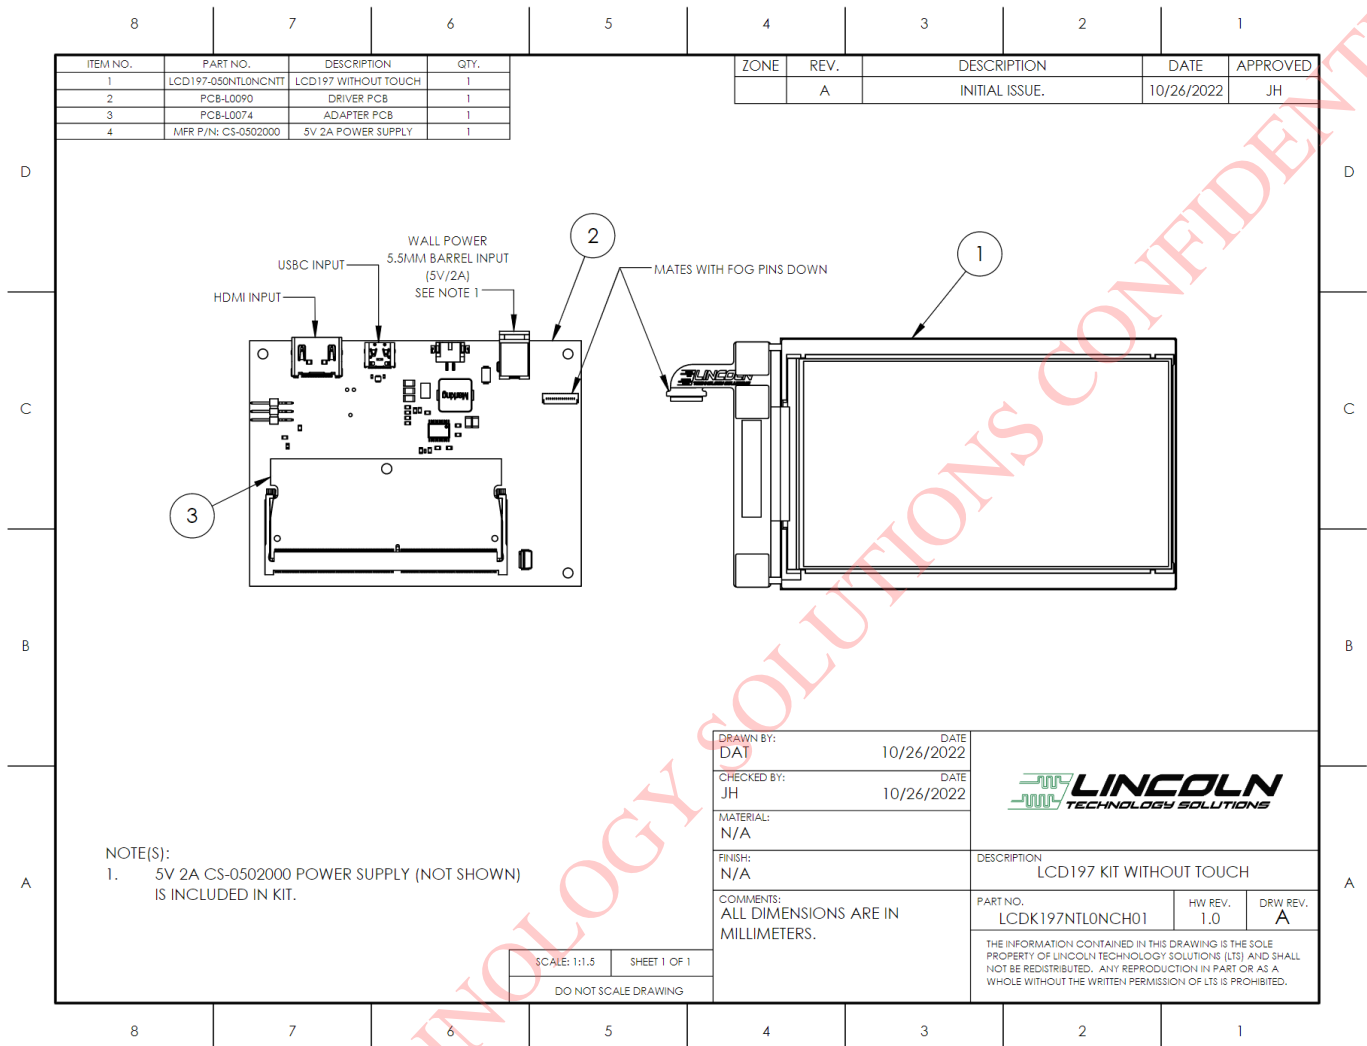 8 7 6 5 4 3 2 1
ITEM NO. PART NO. DESCRIPTION QTY.
1 LCD197-050NTL0NCNTT LCD197 WITHOUT TOUCH 1
2 PCB-L0090 DRIVER PCB 1
3 PCB-L0074 ADAPTER PCB 1
4 MFR P/N: CS-0502000 5V 2A POWER SUPPLY 1
ZONE REV. DESCRIPTION DATE APPROVED
A INITIAL ISSUE. 10/26/2022 JH
D D
C C
B B
A A
WALL POWER
5.5MM BARREL INPUT
(5V/2A)
SEE NOTE 1
USBC INPUT
HDMI INPUT
2
MATES WITH FOG PINS DOWN
1
3
Marking
LINCOLN
TECHNOLOGY SOLUTIONS
NOTE(S):
1. 5V 2A CS-0502000 POWER SUPPLY (NOT SHOWN)
IS INCLUDED IN KIT.
SCALE: 1:1.5 SHEET 1 OF 1
DO NOT SCALE DRAWING
DRAWN BY: DATE
DAT 10/26/2022
CHECKED BY: DATE
JH 10/26/2022
MATERIAL:
N/A
FINISH:
N/A
COMMENTS:
ALL DIMENSIONS ARE IN
MILLIMETERS.
LINCOLN
TECHNOLOGY SOLUTIONS
DESCRIPTION
LCD197 KIT WITHOUT TOUCH
PART NO. HW REV. DRW REV.
LCDK197NTL0NCH01 1.0 A
THE INFORMATION CONTAINED IN THIS DRAWING IS THE SOLE
PROPERTY OF LINCOLN TECHNOLOGY SOLUTIONS (LTS) AND SHALL
NOT BE REDISTRIBUTED. ANY REPRODUCTION IN PART OR AS A
WHOLE WITHOUT THE WRITTEN PERMISSION OF LTS IS PROHIBITED.
8 7 6 5 4 3 2 1
NOLOGY SOLUTIONS CONFIDENT